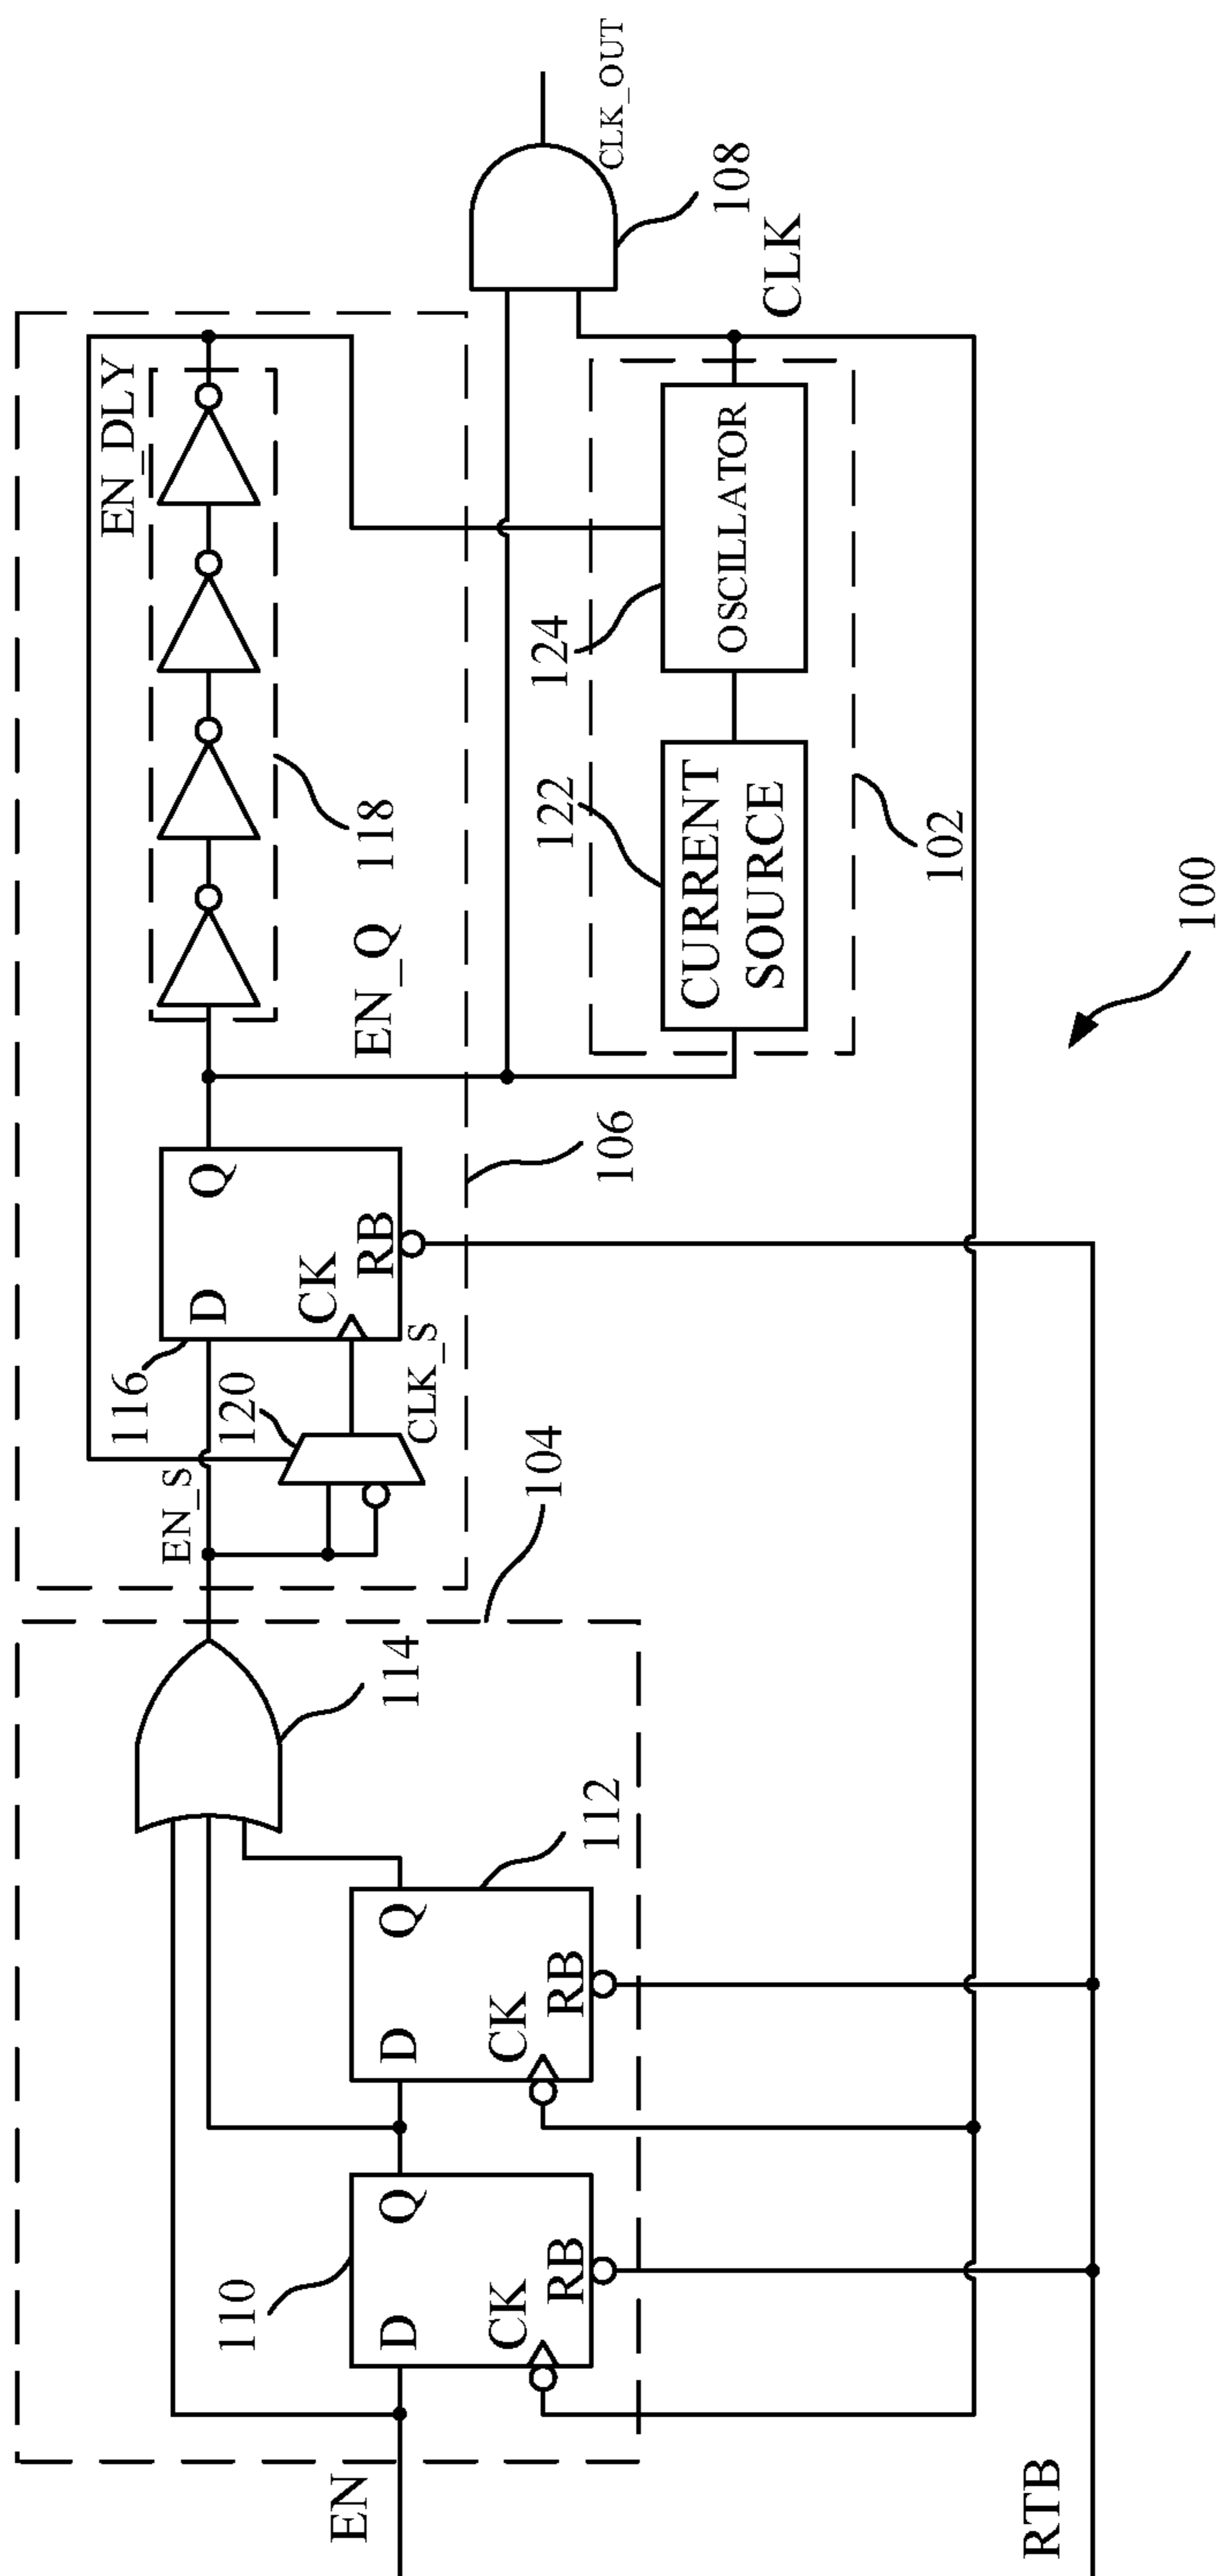 EN
RTB
110
D
Q
CK
RB
112
D
Q
CK
RB
114
104
EN_S
116
120
CLK_S
D
Q
CK
RB
106
EN_Q
118
EN_DLY
122
CURRENT
SOURCE
124
OSCILLATOR
102
CLK
108
CLK_OUT
100